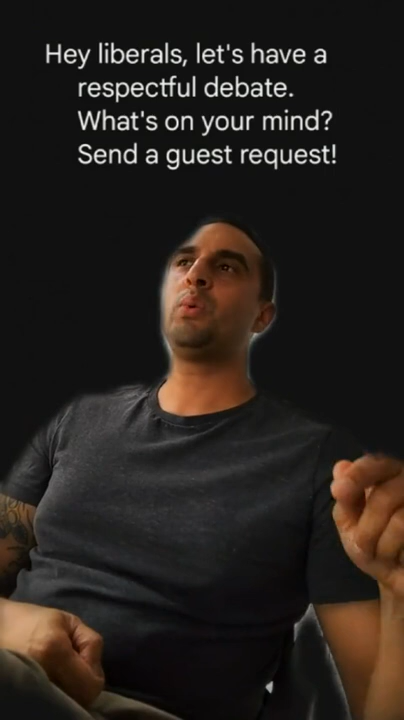 Hey liberals, let's have a
respectful debate.
What's on your mind?
Send a guest request!